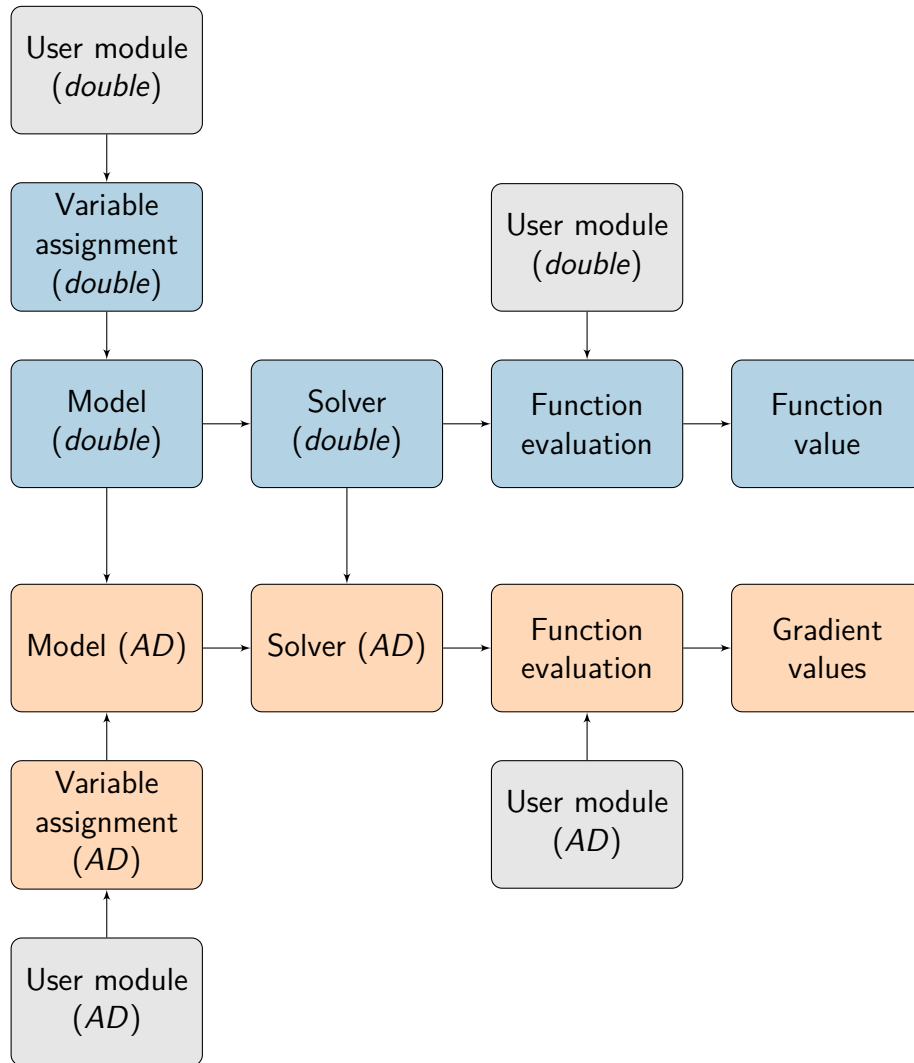 User module
(double)
Variable
assignment
(double)
User module
(double)
Model
(double)
Solver
(double)
Function
evaluation
Function
value
Model (AD)
Solver (AD)
Function
evaluation
Gradient
values
Variable
assignment
(AD)
User module
(AD)
User module
(AD)